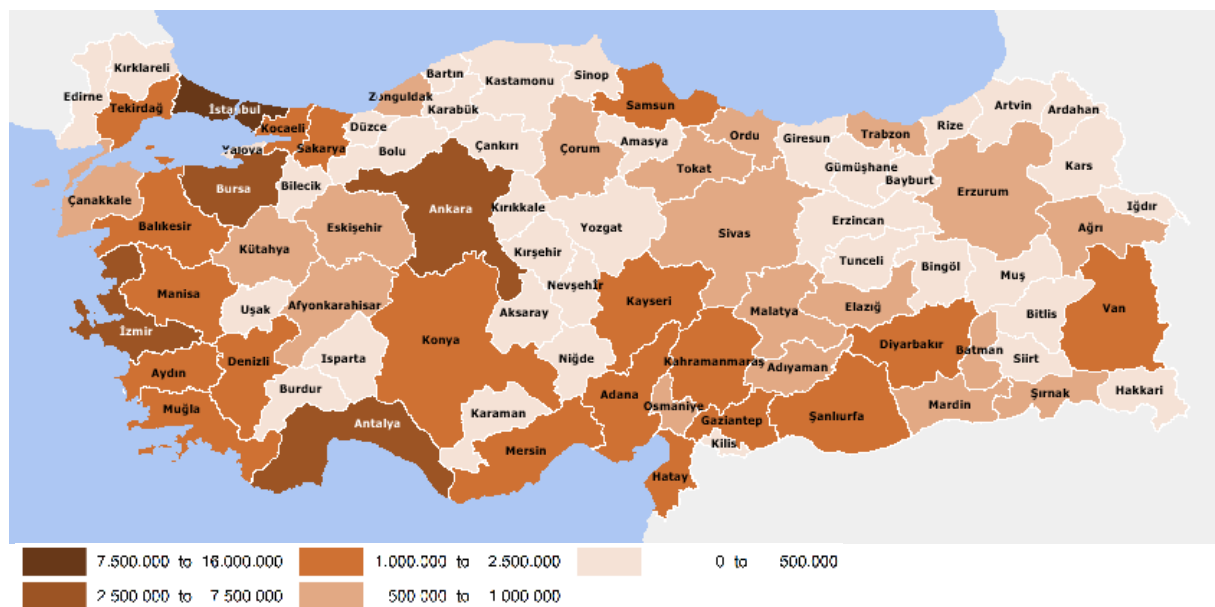 Kırklareli
Edirne
Tekirdağ
İstanbul
Kocaeli
Yalova
Sakarya
Düzce
Bolu
Zonguldak
Bartın
Karabük
Kastamonu
Sinop
Çankırı
Samsun
Amasya
Çorum
Tokat
Ordu
Giresun
Trabzon
Rize
Artvin
Ardahan
Gümüşhane
Bayburt
Kars
Erzurum
Iğdır
Çanakkale
Bursa
Bilecik
Balıkesir
Kütahya
Eskişehir
Ankara
Kırıkkale
Yozgat
Sivas
Erzincan
Ağrı
Kırşehir
Tunceli
Bingöl
Muş
Nevşehir
Kayseri
Malatya
Elazığ
Bitlis
Van
Manisa
Uşak
Afyonkarahisar
Aksaray
Konya
İzmir
Isparta
Niğde
Kahramanmaraş
Adıyaman
Diyarbakır
Batman
Siirt
Aydın
Denizli
Burdur
Hakkari
Şırnak
Mardin
Muğla
Antalya
Karaman
Adana
Osmaniye
Gaziantep
Şanlıurfa
Mersin
Kilis
Hatay
7.500.000 to 16.000.000
1.000.000 to 2.500.000
0 to 500.000
2 500 000 to 7 500 000
500 000 to 1 000 000